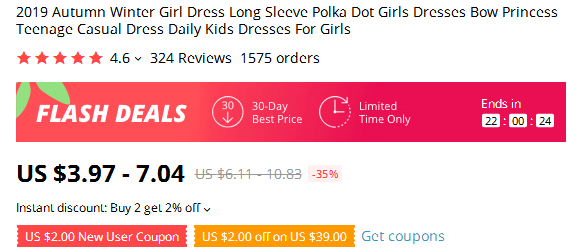 2019 Autumn Winter Girl Dress Long Sleeve Polka Dot Girls Dresses Bow Princess
Teenage Casual Dress Daily Kids Dresses For Girls
4.6 324 Reviews 1575 orders
FLASH DEALS
30
30-Day
Best Price
Limited
Time Only
Ends in
22 : 00 : 24
US $3.97 - 7.04 US $6.11 - 10.83 -35%
Instant discount: Buy 2 get 2% off
US $2.00 New User Coupon US $2.00 off on US $39.00 Get coupons